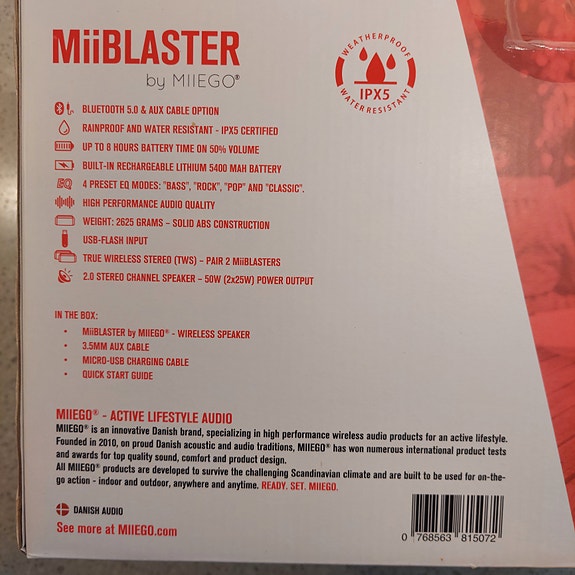 MiiBLASTER
by MIIEGO®
WEATHERPROOF
IPX5
WATER RESISTANT
BLUETOOTH 5.0 & AUX CABLE OPTION
RAINPROOF AND WATER RESISTANT - IPX5 CERTIFIED
UP TO 8 HOURS BATTERY TIME ON 50% VOLUME
BUILT-IN RECHARGEABLE LITHIUM 5400 MAH BATTERY
EQ 4 PRESET EQ MODES: "BASS", "ROCK", "POP" AND "CLASSIC".
HIGH PERFORMANCE AUDIO QUALITY
WEIGHT: 2625 GRAMS – SOLID ABS CONSTRUCTION
USB-FLASH INPUT
TRUE WIRELESS STEREO (TWS) – PAIR 2 MiiBLASTERS
2.0 STEREO CHANNEL SPEAKER – 50W (2x25W) POWER OUTPUT
IN THE BOX:
• MiiBLASTER by MIIEGO® - WIRELESS SPEAKER
• 3.5MM AUX CABLE
• MICRO-USB CHARGING CABLE
• QUICK START GUIDE
MIIEGO® - ACTIVE LIFESTYLE AUDIO
MIIEGO® is an innovative Danish brand, specializing in high performance wireless audio products for an active lifestyle.
Founded in 2010, on proud Danish acoustic and audio traditions, MIIEGO® has won numerous international product tests
and awards for top quality sound, comfort and product design.
All MIIEGO® products are developed to survive the challenging Scandinavian climate and are built to be used for on-the-
go action - indoor and outdoor, anywhere and anytime. READY. SET. MIIEGO.
DANISH AUDIO
See more at MIIEGO.com
0 768563 815072